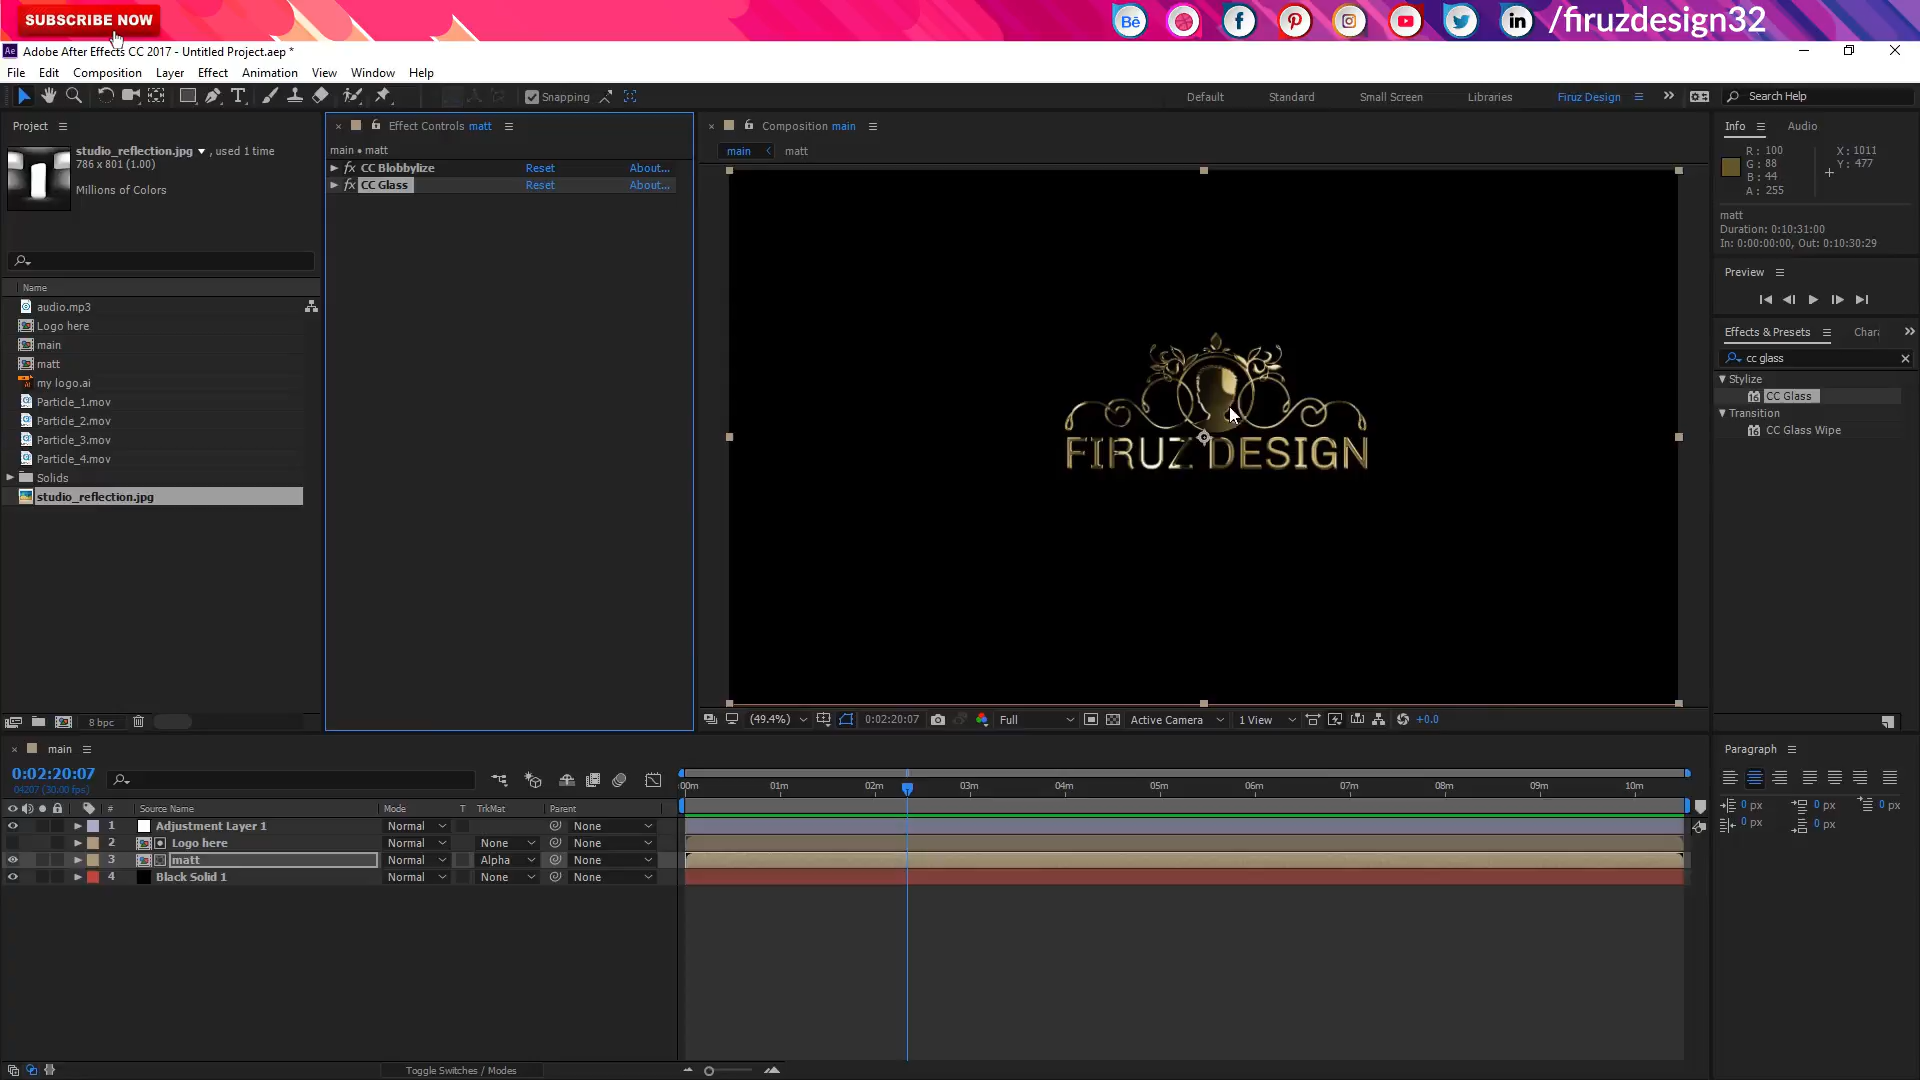 SUBSCRIBE NOW
Bē
in
/firuzdesign32
Ae Adobe After Effects CC 2017 - Untitled Project.aep *
File Edit Composition Layer Effect Animation View Window Help
Snapping
Default Standard Small Screen Libraries Firuz Design
Search Help
Project
studio_reflection.jpg , used 1 time
786 x 801 (1.00)
Millions of Colors
Name
audio.mp3
Logo here
main
matt
my logo.ai
Particle_1.mov
Particle_2.mov
Particle_3.mov
Particle_4.mov
Solids
studio_reflection.jpg
8 bpc
Effect Controls matt
main • matt
fx CC Blobbylize Reset About...
fx CC Glass Reset About...
Composition main
main matt
FIRUZ DESIGN
(49.4%) 0:02:20:07 Full Active Camera 1 View +0.0
Info Audio
R : 100 X : 1011
G : 88 Y : 477
B : 44
A : 255
matt
Duration: 0:10:31:00
In: 0:00:00:00, Out: 0:10:30:29
Preview
Effects & Presets Chara
cc glass
Stylize
CC Glass
Transition
CC Glass Wipe
main
0:02:20:07
04207 (30.00 fps)
:00m 01m 02m 03m 04m 05m 06m 07m 08m 09m 10m
# Source Name Mode T TrkMat Parent
1 Adjustment Layer 1 Normal None
2 Logo here Normal None None
3 matt Normal Alpha None
4 Black Solid 1 Normal None None
Toggle Switches / Modes
Paragraph
0 px 0 px 0 px
0 px 0 px